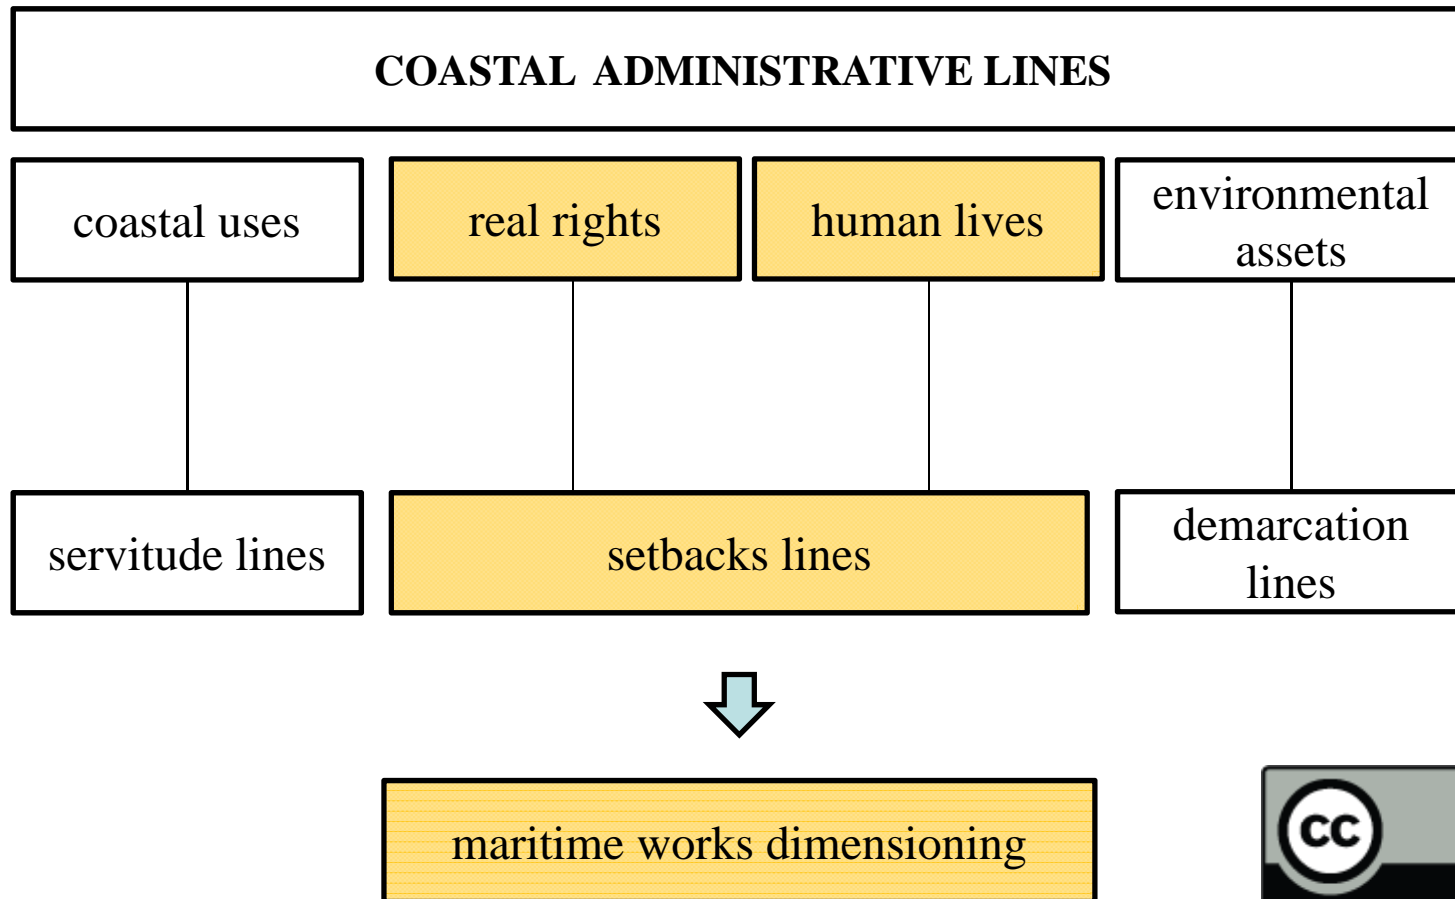 COASTAL ADMINISTRATIVE LINES
coastal uses
real rights
human lives
environmental
assets
servitude lines
setbacks lines
demarcation
lines
maritime works dimensioning
cc